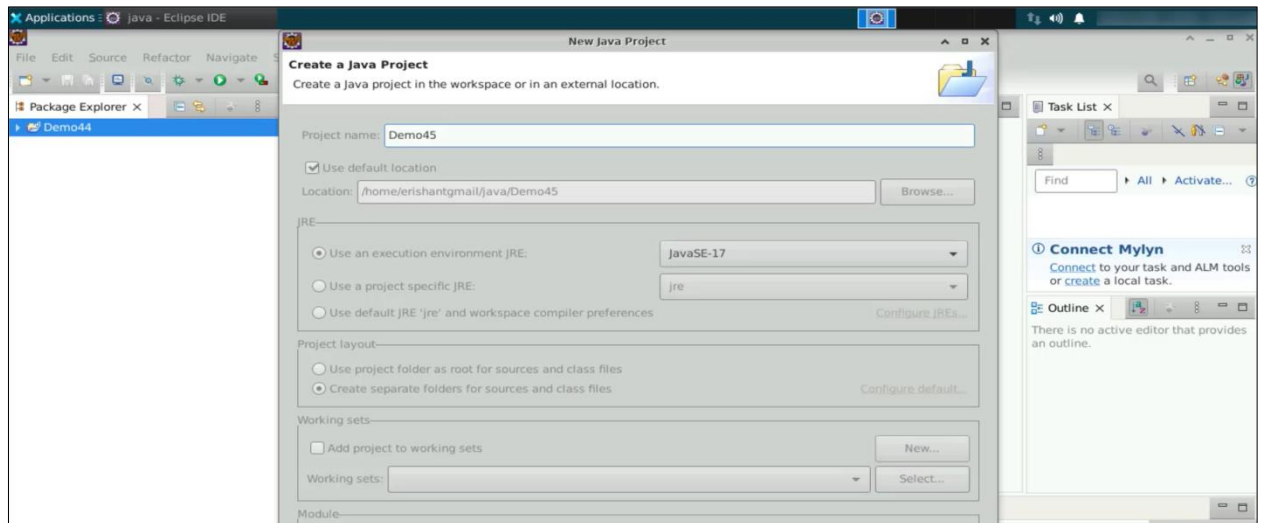 Applications : java - Eclipse IDE
New Java Project
File Edit Source Refactor Navigate S
Create a Java Project
Create a Java project in the workspace or in an external location.
Package Explorer X
Demo44
Project name: Demo45
Use default location
Location: /home/erishantgmail/java/Demo45 Browse...
JRE
Use an execution environment JRE: JavaSE-17
Use a project specific JRE: jre
Use default JRE 'jre' and workspace compiler preferences Configure JREs...
Project layout
Use project folder as root for sources and class files
Create separate folders for sources and class files Configure default...
Working sets
Add project to working sets New...
Working sets: Select...
Module
Task List X
Find All Activate...
Connect Mylyn
Connect to your task and ALM tools
or create a local task.
Outline X
There is no active editor that provides
an outline.